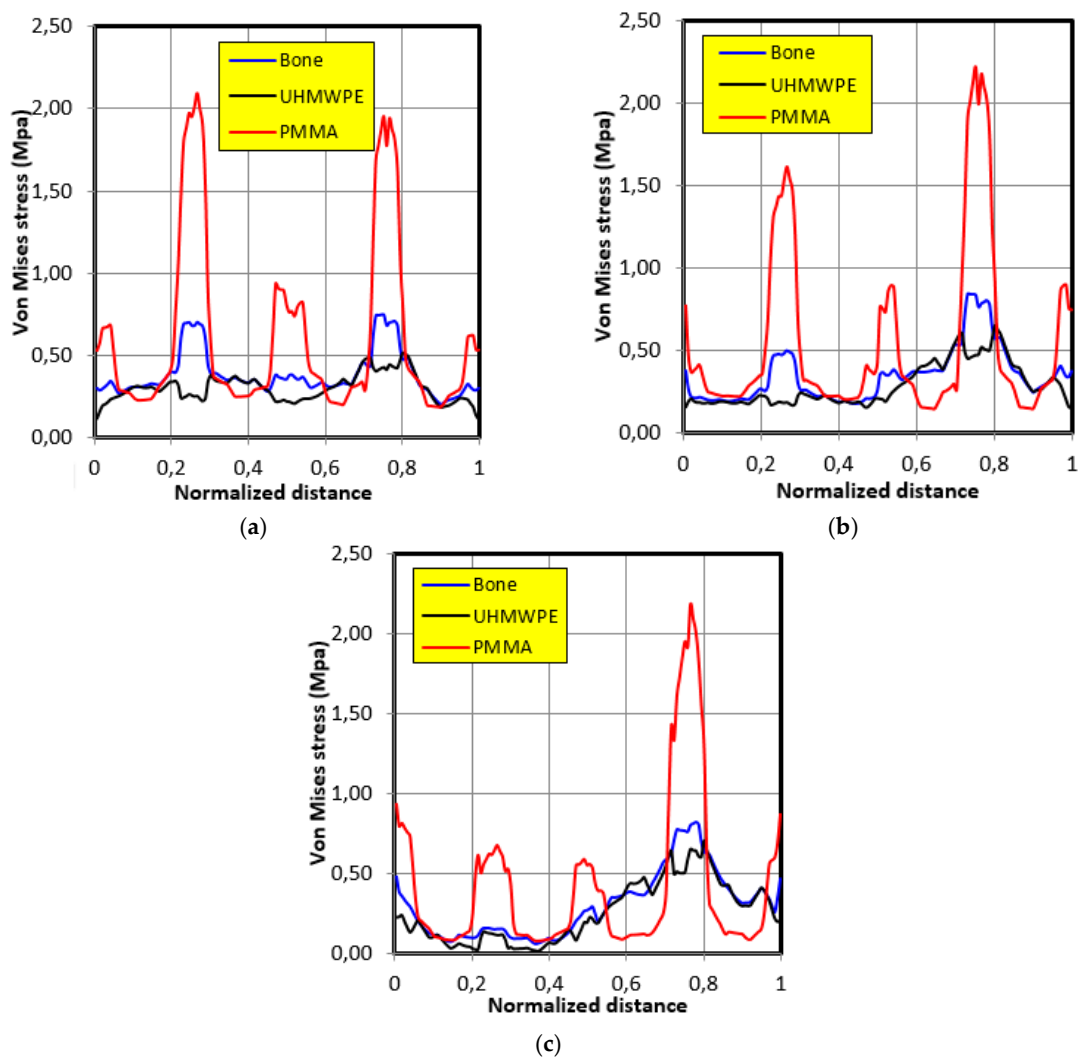 (a)
2,50
2,00
1,50
1,00
0,50
0,00
Von Mises stress (Mpa)
Bone
UHMWPE
PMMA
0 0,2 0,4 0,6 0,8 1
Normalized distance
(a)
(b)
2,50
2,00
1,50
1,00
0,50
0,00
Von Mises stress (Mpa)
Bone
UHMWPE
PMMA
0 0,2 0,4 0,6 0,8 1
Normalized distance
(b)
2,50
2,00
1,50
1,00
0,50
0,00
Von Mises stress (Mpa)
Bone
UHMWPE
PMMA
0 0,2 0,4 0,6 0,8 1
Normalized distance
(c)